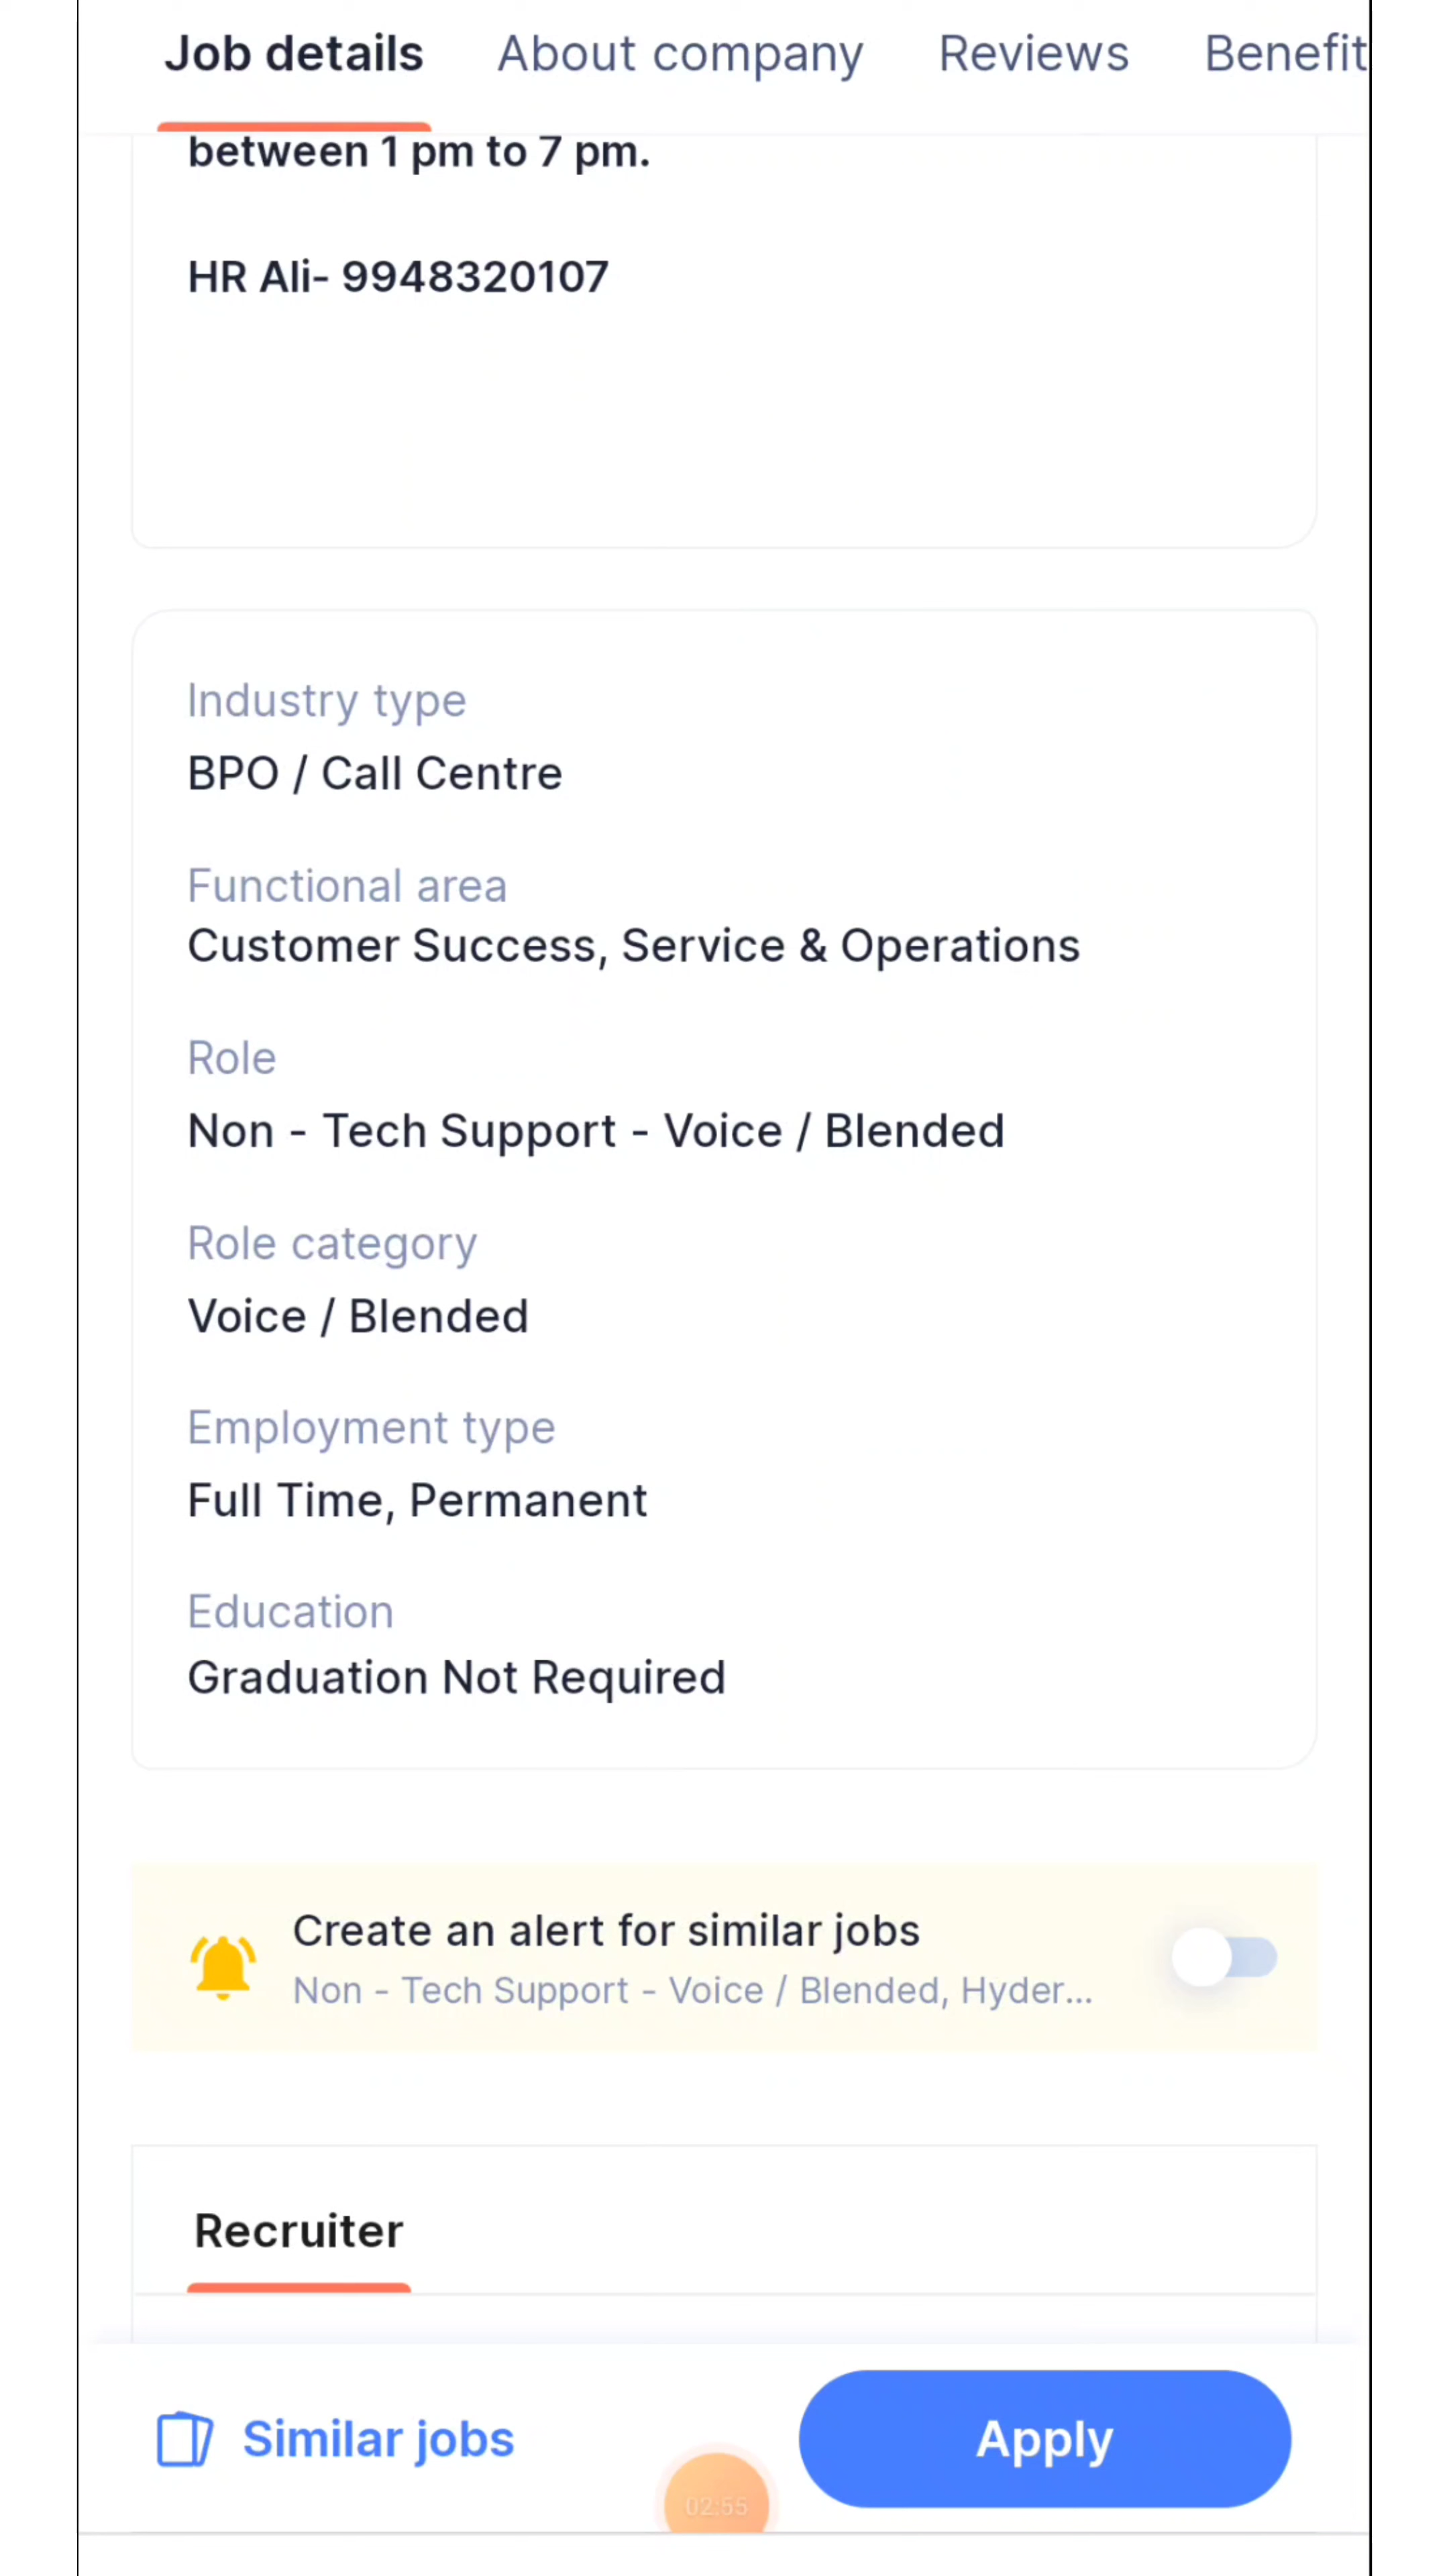 Job details About company Reviews Benefit
between 1 pm to 7 pm.
HR Ali- 9948320107
Industry type
BPO / Call Centre
Functional area
Customer Success, Service & Operations
Role
Non - Tech Support - Voice / Blended
Role category
Voice / Blended
Employment type
Full Time, Permanent
Education
Graduation Not Required
Create an alert for similar jobs
Non - Tech Support - Voice / Blended, Hyder...
Recruiter
Similar jobs Apply
02:55